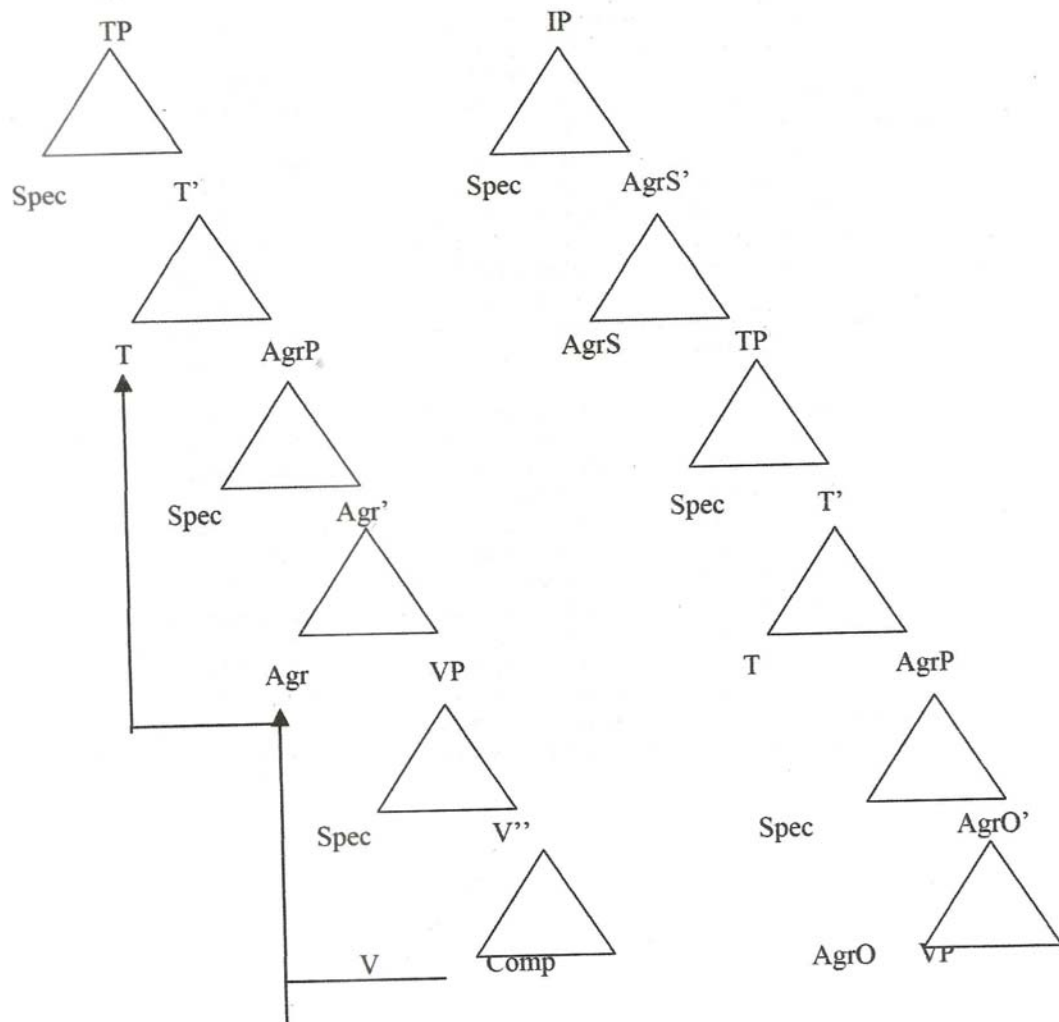 TP
Spec T’
T AgrP
Spec Agr’
Agr VP
Spec V’’
V Comp
IP
Spec AgrS’
AgrS TP
Spec T’
T AgrP
Spec AgrO’
AgrO VP